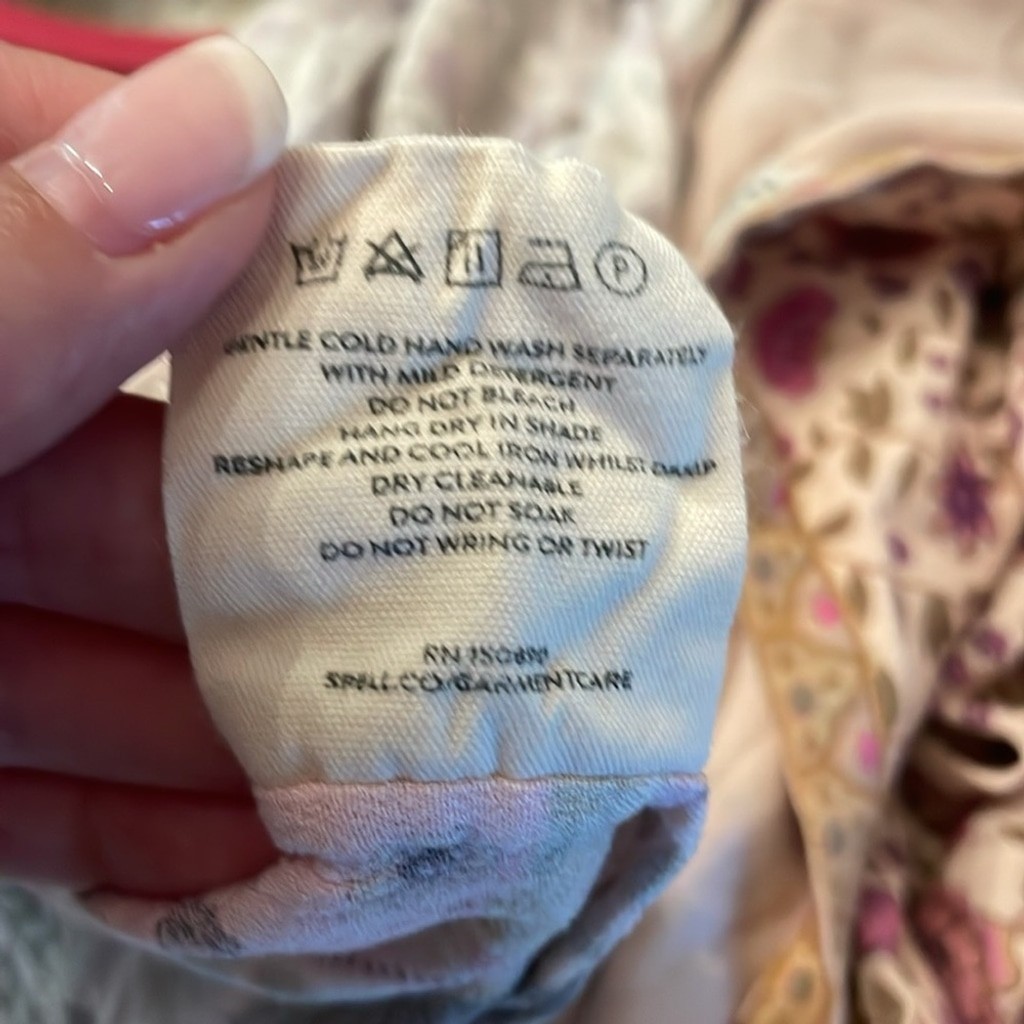 GENTLE COLD HAND WASH SEPARATELY
WITH MILD DETERGENT
DO NOT BLEACH
HANG DRY IN SHADE
RESHAPE AND COOL IRON WHILST DAMP
DRY CLEANABLE
DO NOT SOAK
DO NOT WRING OR TWIST
RN
SPELL.CO/GARMENTCARE